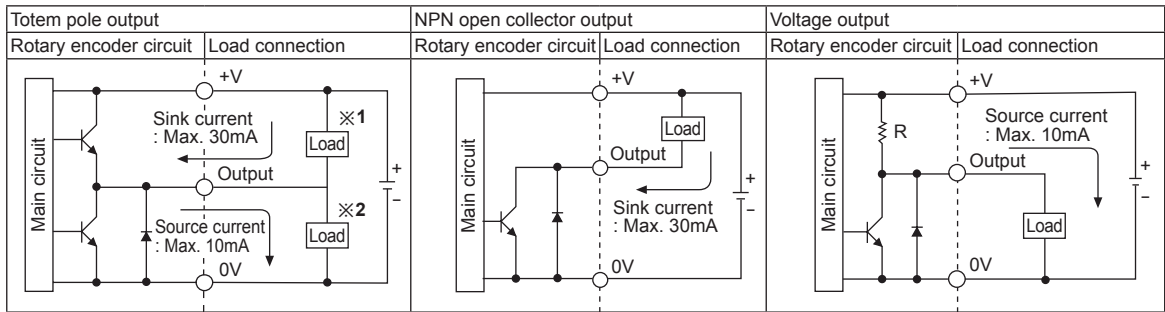 Totem pole output
Rotary encoder circuit Load connection
Main circuit
+V
Sink current
: Max. 30mA
※1
Load
Output
+
−
※2
Source current
: Max. 10mA
Load
0V
NPN open collector output
Rotary encoder circuit Load connection
Main circuit
+V
Load
Output
+
−
Sink current
: Max. 30mA
0V
Voltage output
Rotary encoder circuit Load connection
Main circuit
+V
R
Source current
: Max. 10mA
Output
+
−
Load
0V